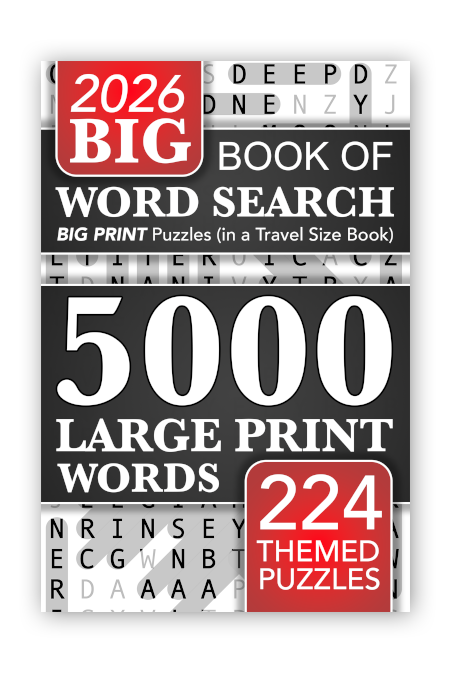 S D E E P D Z
2026
D N E N Z Y J
BIG
BOOK OF
WORD SEARCH
BIG PRINT Puzzles (in a Travel Size Book)
5000
LARGE PRINT
WORDS
224
THEMED
PUZZLES
N R I N S E Y
E C G W N B T
R D A A A A P